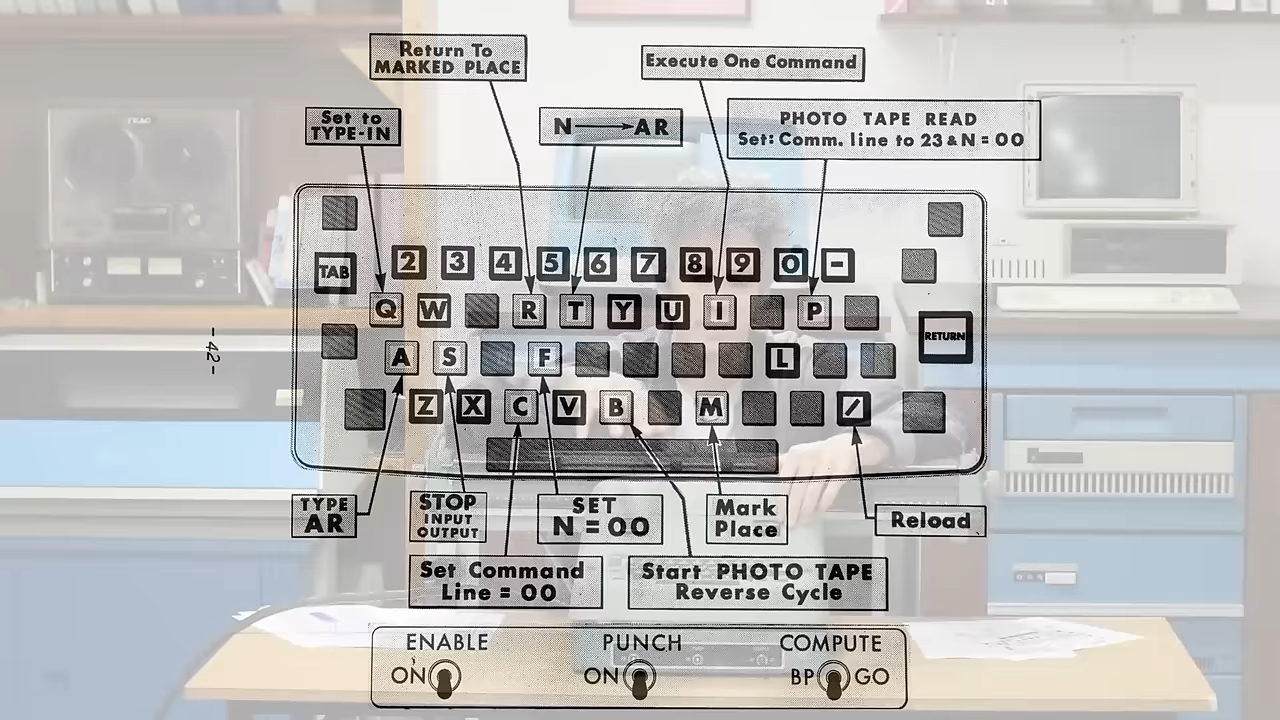 Return To
MARKED PLACE
Execute One Command
Set to
TYPE-IN
N→AR
PHOTO TAPE READ
Set: Comm. line to 23 & N = 00
TEAC
TAB
2 3 4 5 6 7 8 9 0 -
Q W R T Y U I P
RETURN
A S F L
Z X C V B M /
-42-
TYPE
AR
STOP
INPUT
OUTPUT
SET
N = 00
Mark
Place
Reload
Set Command
Line = 00
Start PHOTO TAPE
Reverse Cycle
ENABLE
PUNCH
COMPUTE
ON
ON
BP
GO